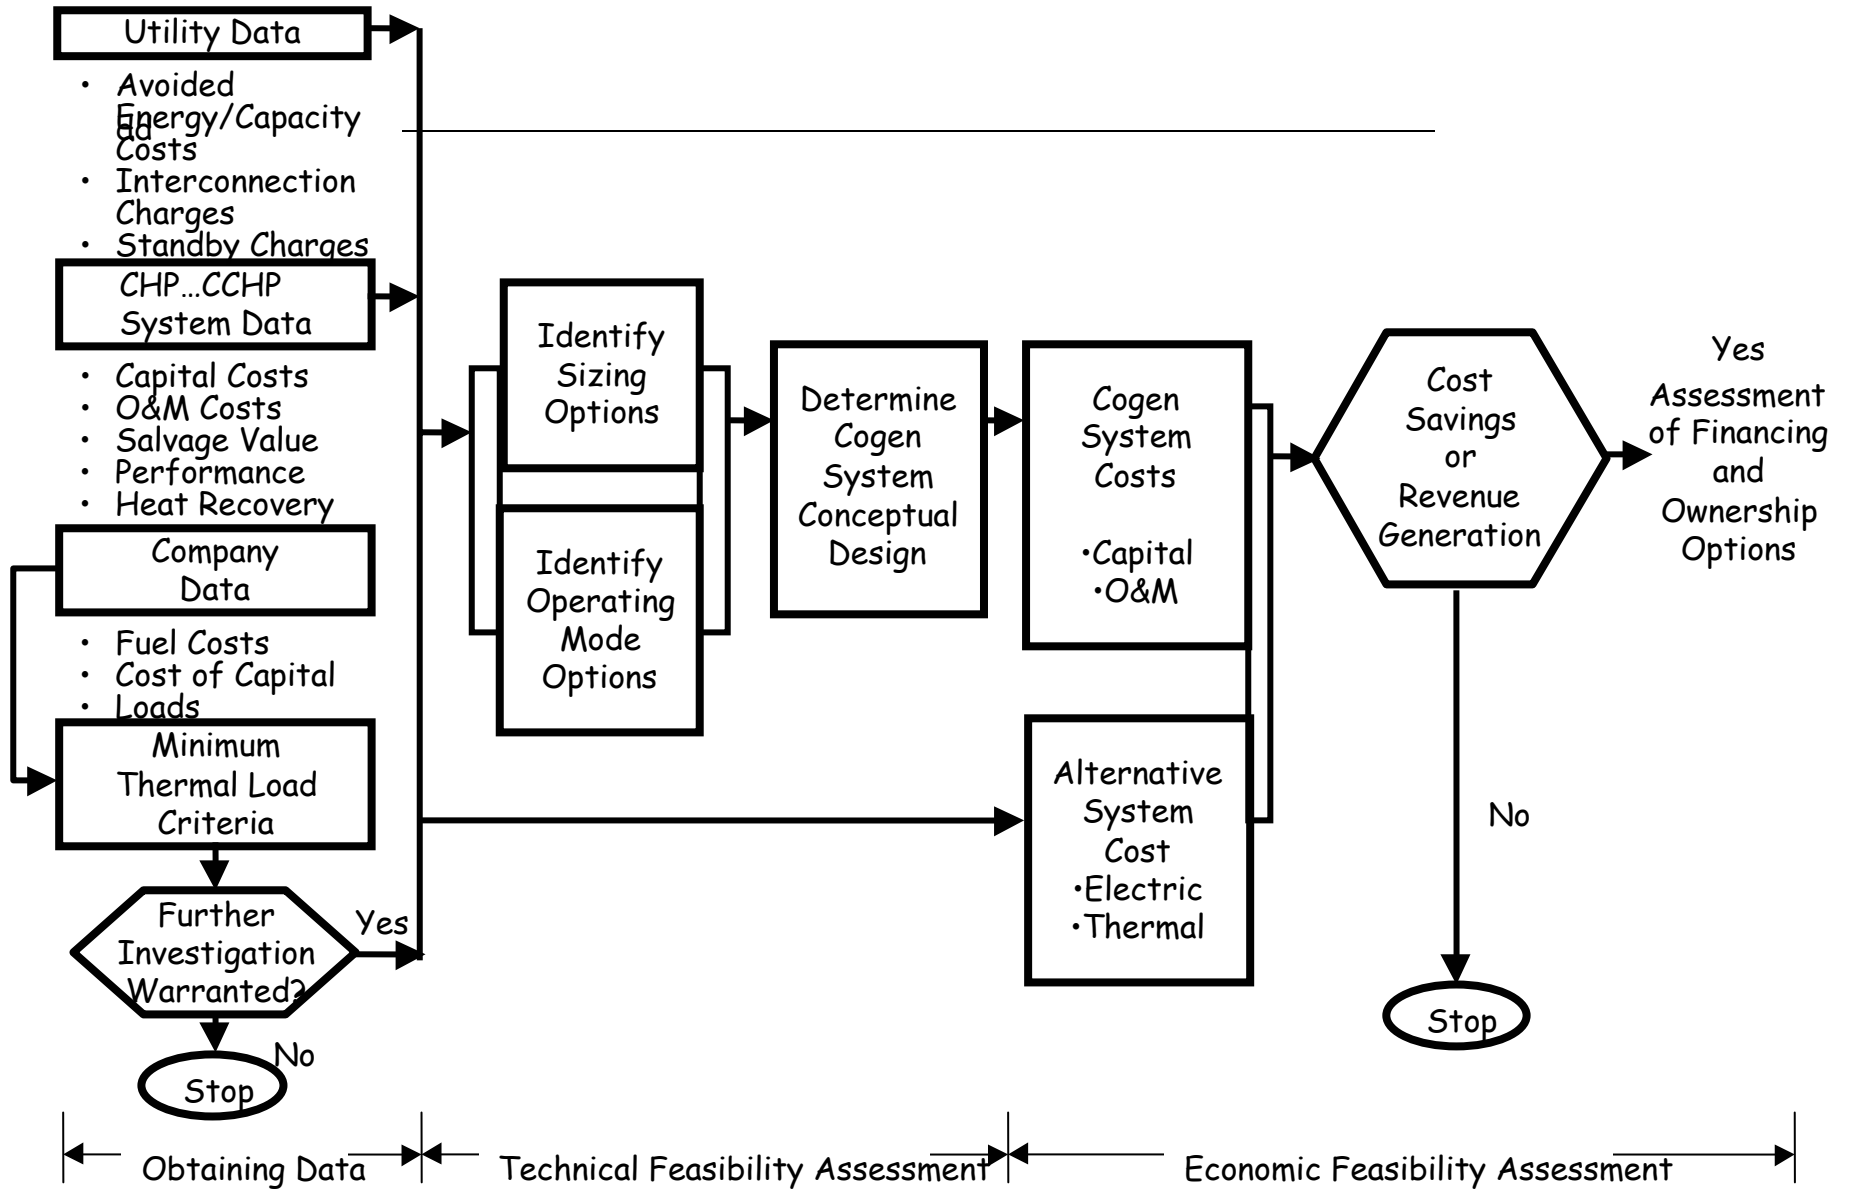 Utility Data
• Avoided
Energy/Capacity
ad
Costs
• Interconnection
Charges
• Standby Charges
CHP...CCHP
System Data
• Capital Costs
• O&M Costs
• Salvage Value
• Performance
• Heat Recovery
Company
Data
• Fuel Costs
• Cost of Capital
• Loads
Minimum
Thermal Load
Criteria
Further
Investigation
Warranted?
Yes
No
Stop
Identify
Sizing
Options
Identify
Operating
Mode
Options
Determine
Cogen
System
Conceptual
Design
Cogen
System
Costs
•Capital
•O&M
Alternative
System
Cost
•Electric
•Thermal
Cost
Savings
or
Revenue
Generation
Yes
Assessment
of Financing
and
Ownership
Options
No
Stop
Obtaining Data
Technical Feasibility Assessment
Economic Feasibility Assessment